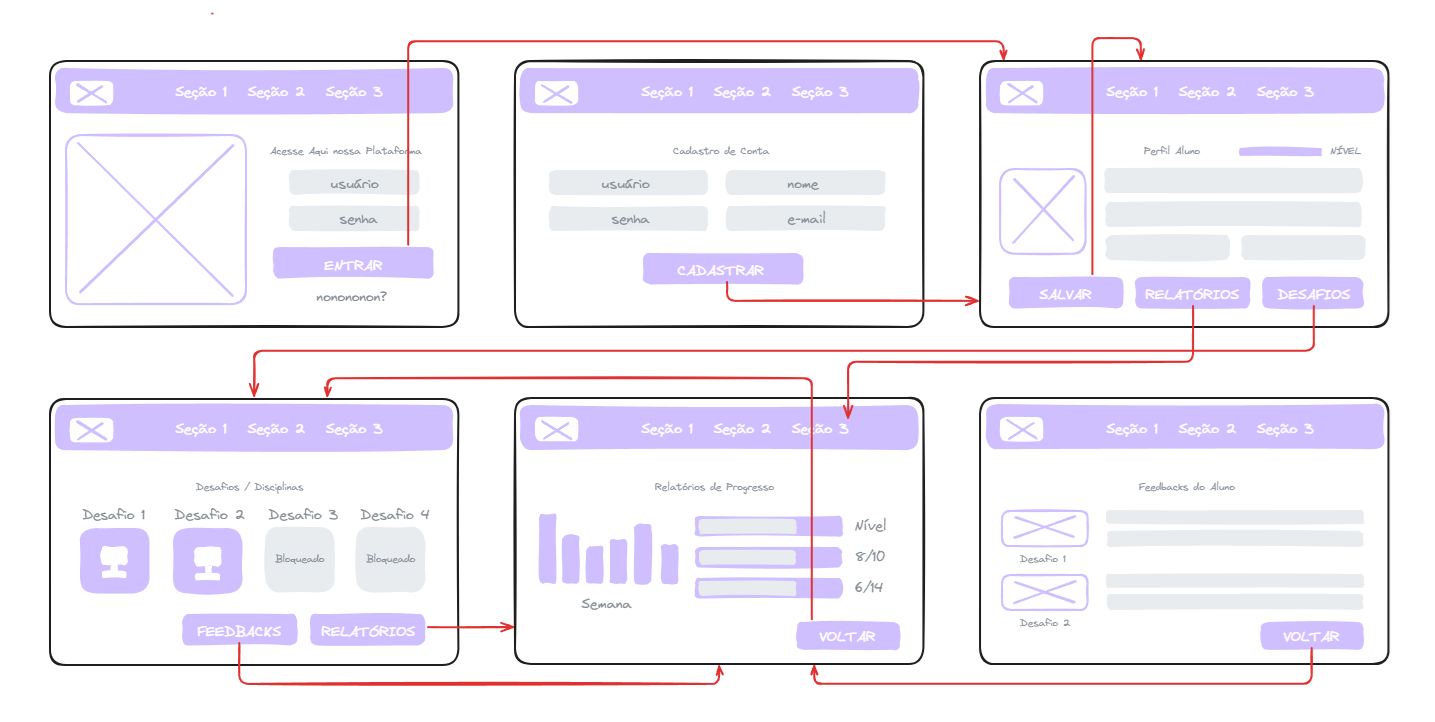 Seção 1 Seção 2 Seção 3
Acesse Aqui nossa Plataforma
usuário
senha
ENTRAR
nonononon?
Seção 1 Seção 2 Seção 3
Cadastro de Conta
usuário nome
senha e-mail
CADASTRAR
Seção 1 Seção 2 Seção 3
Perfil Aluno NÍVEL
SALVAR RELATÓRIOS DESAFIOS
Seção 1 Seção 2 Seção 3
Desafios / Disciplinas
Desafio 1 Desafio 2 Desafio 3 Desafio 4
Bloqueado Bloqueado
FEEDBACKS RELATÓRIOS
Seção 1 Seção 2 Seção 3
Relatórios de Progresso
Nível
8/10
6/14
Semana
VOLTAR
Seção 1 Seção 2 Seção 3
Feedbacks do Aluno
Desafio 1
Desafio 2
VOLTAR